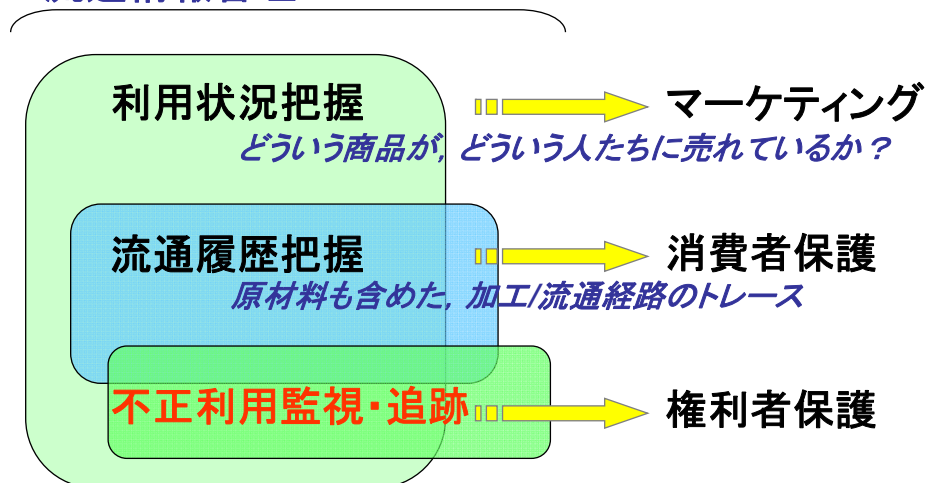 利用状況把握
マーケティング
どういう商品が, どういう人たちに売れているか？
流通履歴把握
消費者保護
原材料も含めた, 加工/流通経路のトレース
不正利用監視・追跡
権利者保護